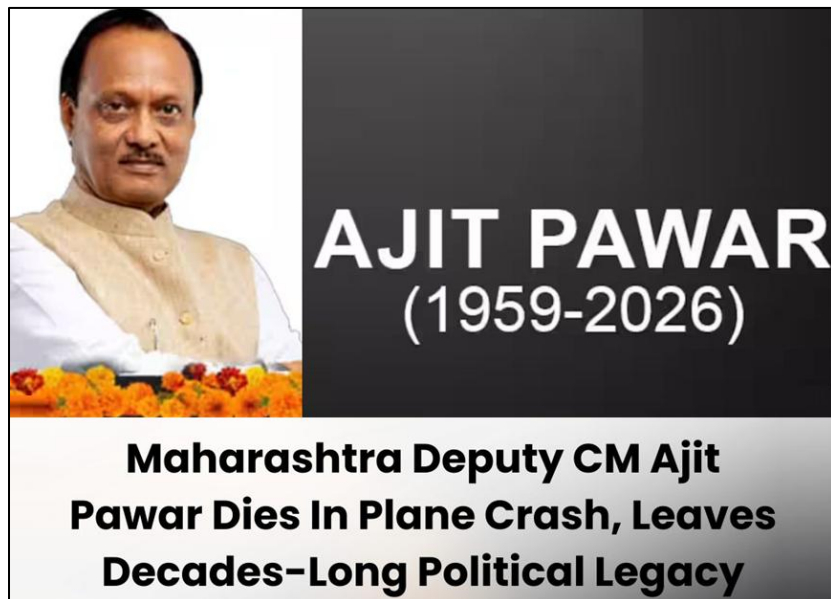 AJIT PAWAR
(1959-2026)
Maharashtra Deputy CM Ajit
Pawar Dies In Plane Crash, Leaves
Decades-Long Political Legacy